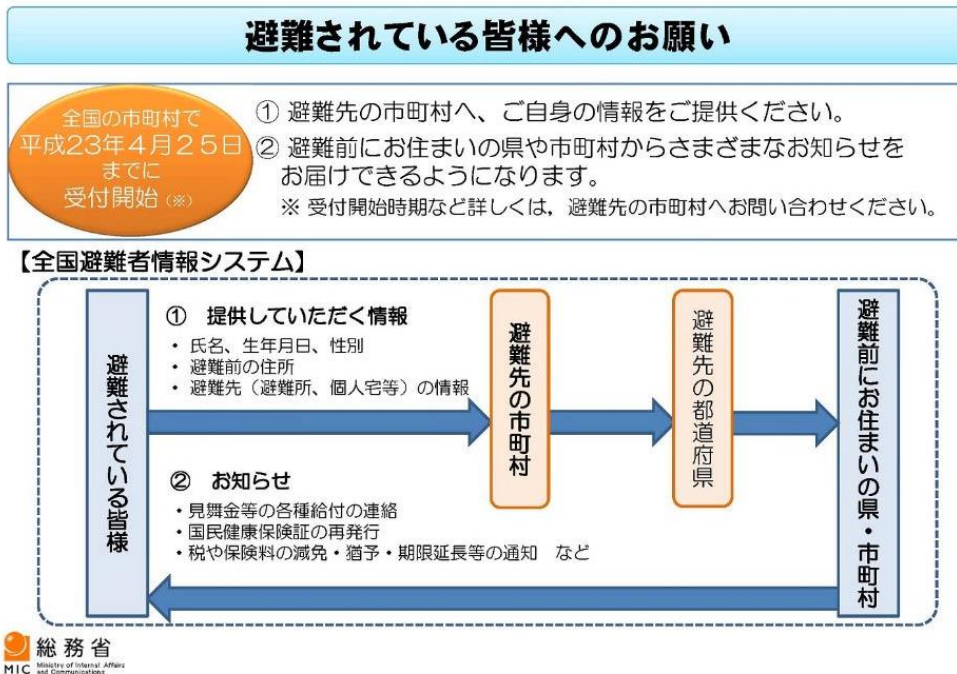 避難されている皆様へのお願い
全国の市町村で
平成23年4月25日
までに
受付開始(※)
① 避難先の市町村へ、ご自身の情報をご提供ください。
② 避難前にお住まいの県や市町村からさまざまなお知らせを
お届けできるようになります。
※ 受付開始時期など詳しくは，避難先の市町村へお問い合わせください。
【全国避難者情報システム】
避難されている皆様
① 提供していただく情報
・ 氏名、生年月日、性別
・ 避難前の住所
・ 避難先（避難所、個人宅等）の情報
② お知らせ
・見舞金等の各種給付の連絡
・国民健康保険証の再発行
・税や保険料の減免・猶予・期限延長等の通知 など
避難先の市町村
避難先の都道府県
避難前にお住まいの県・市町村
総務省
MIC Ministry of Internal Affairs
and Communications